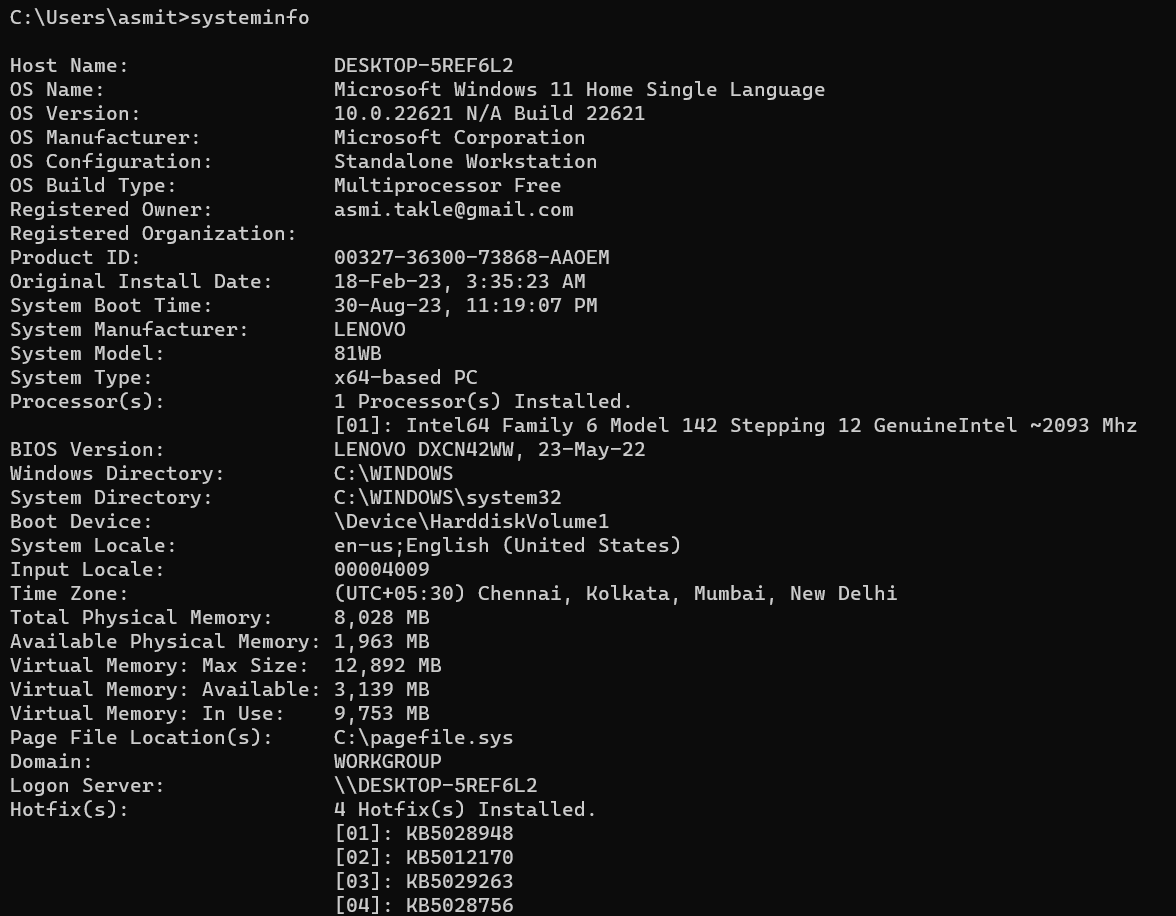 C:\Users\asmit>systeminfo
Host Name: DESKTOP-5REF6L2
OS Name: Microsoft Windows 11 Home Single Language
OS Version: 10.0.22621 N/A Build 22621
OS Manufacturer: Microsoft Corporation
OS Configuration: Standalone Workstation
OS Build Type: Multiprocessor Free
Registered Owner: asmi.takle@gmail.com
Registered Organization:
Product ID: 00327-36300-73868-AAOEM
Original Install Date: 18-Feb-23, 3:35:23 AM
System Boot Time: 30-Aug-23, 11:19:07 PM
System Manufacturer: LENOVO
System Model: 81WB
System Type: x64-based PC
Processor(s): 1 Processor(s) Installed.
[01]: Intel64 Family 6 Model 142 Stepping 12 GenuineIntel ~2093 Mhz
BIOS Version: LENOVO DXCN42WW, 23-May-22
Windows Directory: C:\WINDOWS
System Directory: C:\WINDOWS\system32
Boot Device: \Device\HarddiskVolume1
System Locale: en-us;English (United States)
Input Locale: 00004009
Time Zone: (UTC+05:30) Chennai, Kolkata, Mumbai, New Delhi
Total Physical Memory: 8,028 MB
Available Physical Memory: 1,963 MB
Virtual Memory: Max Size: 12,892 MB
Virtual Memory: Available: 3,139 MB
Virtual Memory: In Use: 9,753 MB
Page File Location(s): C:\pagefile.sys
Domain: WORKGROUP
Logon Server: \\DESKTOP-5REF6L2
Hotfix(s): 4 Hotfix(s) Installed.
[01]: KB5028948
[02]: KB5012170
[03]: KB5029263
[04]: KB5028756